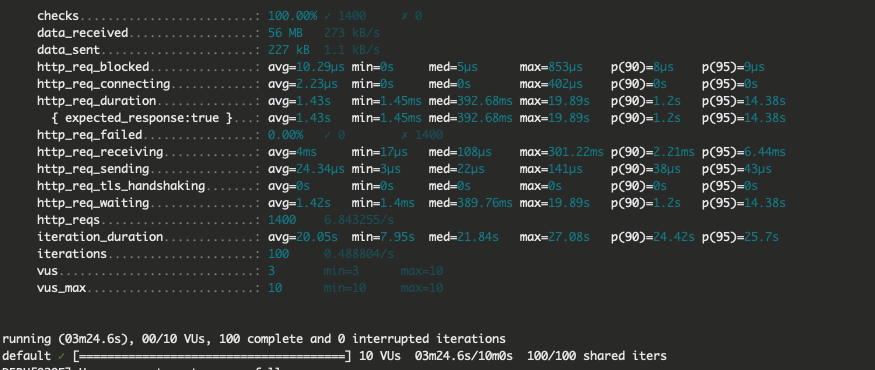 checks.........................: 100.00% ✓ 1400 ✗ 0
data_received..................: 56 MB 273 kB/s
data_sent......................: 227 kB 1.1 kB/s
http_req_blocked...............: avg=10.29µs min=0s med=5µs max=853µs p(90)=8µs p(95)=9µs
http_req_connecting............: avg=2.23µs min=0s med=0s max=402µs p(90)=0s p(95)=0s
http_req_duration..............: avg=1.43s min=1.45ms med=392.68ms max=19.89s p(90)=1.2s p(95)=14.38s
{ expected_response:true }...: avg=1.43s min=1.45ms med=392.68ms max=19.89s p(90)=1.2s p(95)=14.38s
http_req_failed................: 0.00% ✓ 0 ✗ 1400
http_req_receiving.............: avg=4ms min=17µs med=108µs max=301.22ms p(90)=2.21ms p(95)=6.44ms
http_req_sending...............: avg=24.34µs min=3µs med=22µs max=141µs p(90)=38µs p(95)=43µs
http_req_tls_handshaking.......: avg=0s min=0s med=0s max=0s p(90)=0s p(95)=0s
http_req_waiting...............: avg=1.42s min=1.4ms med=389.76ms max=19.89s p(90)=1.2s p(95)=14.38s
http_reqs......................: 1400 6.843255/s
iteration_duration.............: avg=20.05s min=7.95s med=21.84s max=27.08s p(90)=24.42s p(95)=25.7s
iterations.....................: 100 0.488804/s
vus............................: 3 min=3 max=10
vus_max........................: 10 min=10 max=10
running (03m24.6s), 00/10 VUs, 100 complete and 0 interrupted iterations
default ✓ [======================================] 10 VUs 03m24.6s/10m0s 100/100 shared iters